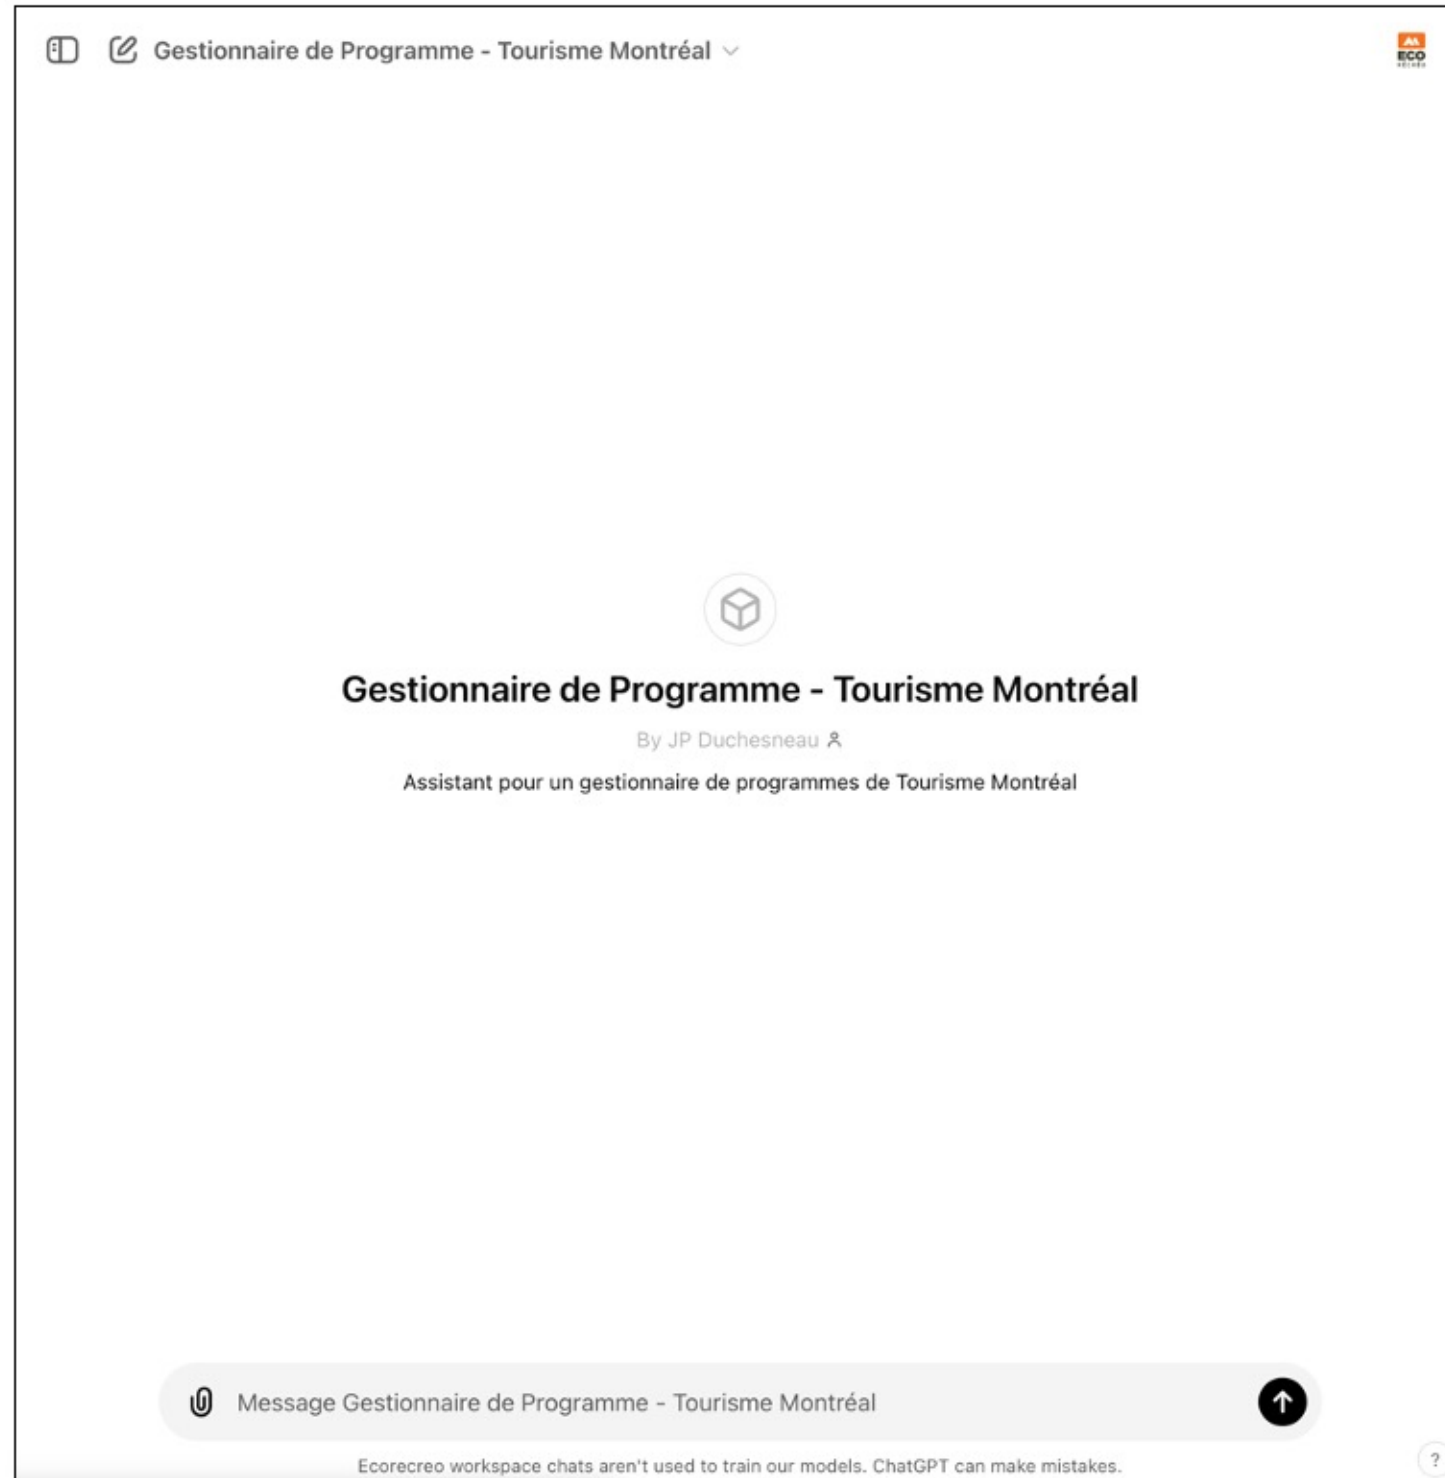 Gestionnaire de Programme - Tourisme Montréal
ECO
Gestionnaire de Programme - Tourisme Montréal
By JP Duchesneau
Assistant pour un gestionnaire de programmes de Tourisme Montréal
Message Gestionnaire de Programme - Tourisme Montréal
Ecorecreo workspace chats aren't used to train our models. ChatGPT can make mistakes.
?